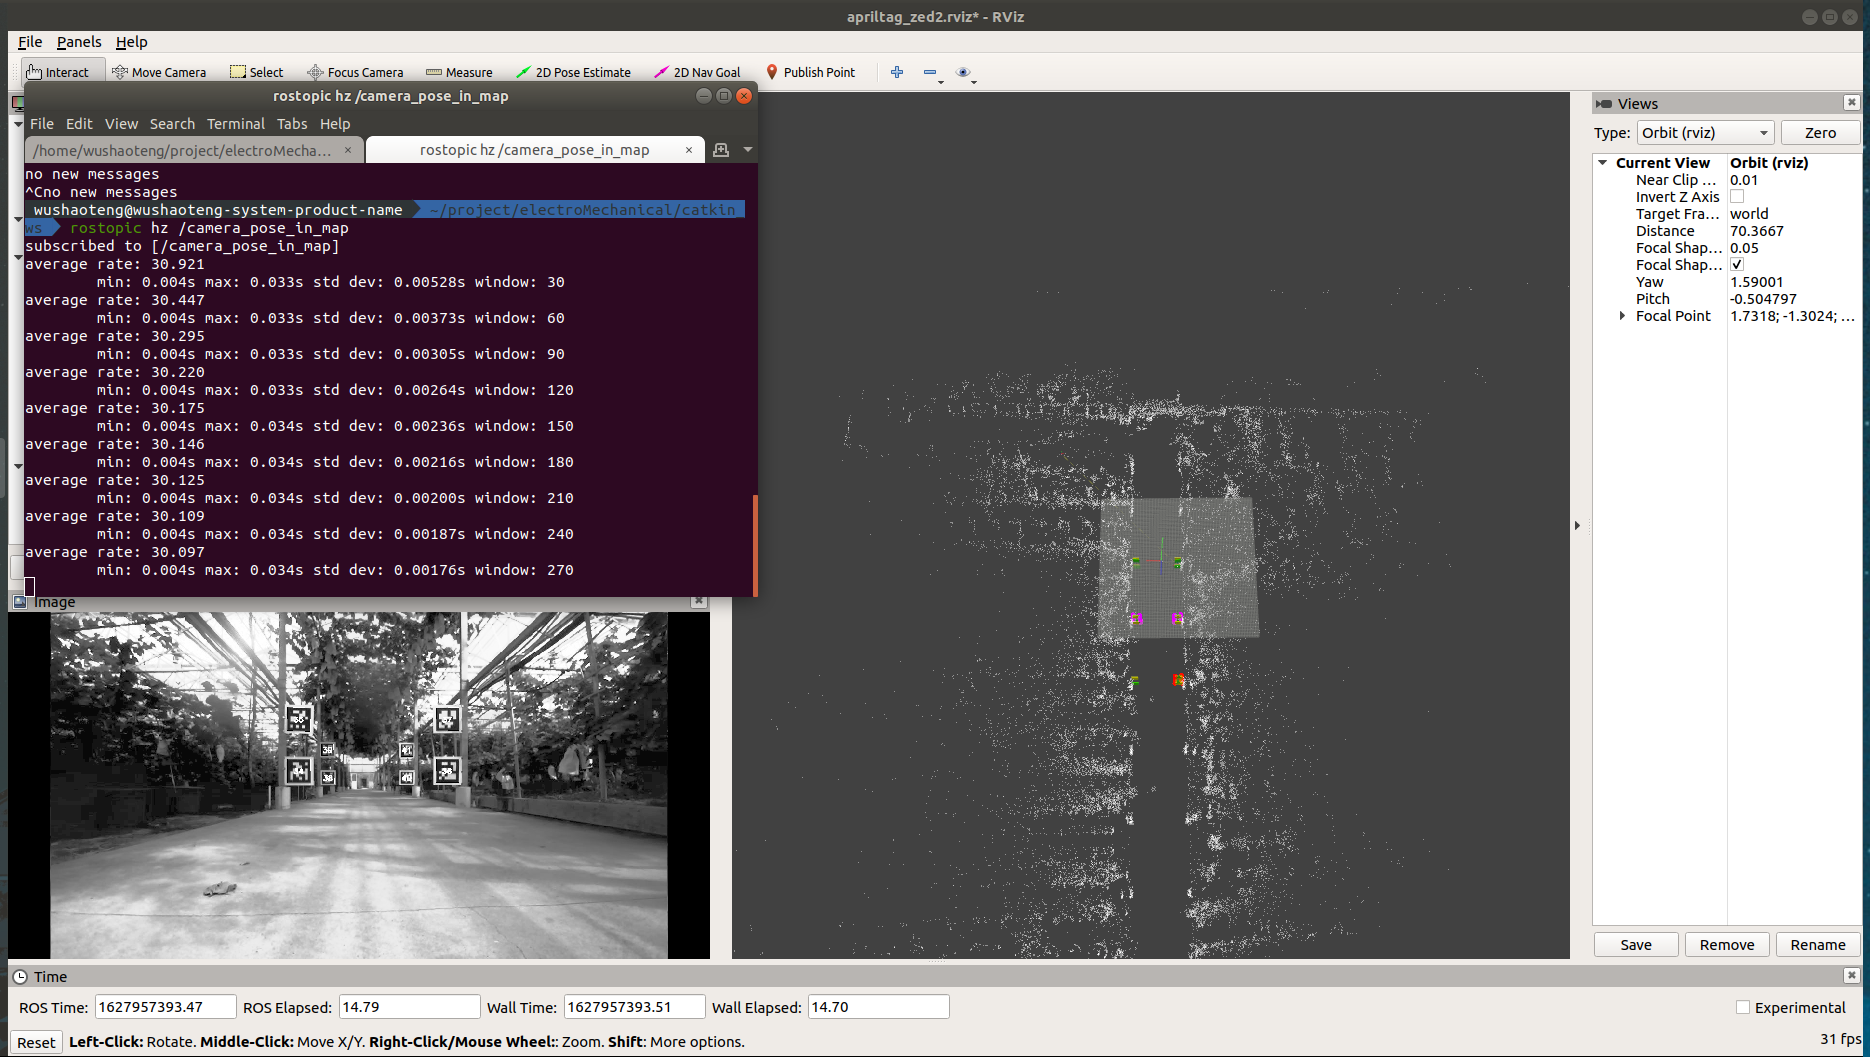 apriltag_zed2.rviz* - RViz
File Panels Help
Interact Move Camera Select Focus Camera Measure 2D Pose Estimate 2D Nav Goal Publish Point
rostopic hz /camera_pose_in_map
File Edit View Search Terminal Tabs Help
/home/wushaoteng/project/electroMecha... × rostopic hz /camera_pose_in_map ×
no new messages
^Cno new messages
wushaoteng@wushaoteng-system-product-name ~/project/electroMechanical/catkin
ws rostopic hz /camera_pose_in_map
subscribed to [/camera_pose_in_map]
average rate: 30.921
min: 0.004s max: 0.033s std dev: 0.00528s window: 30
average rate: 30.447
min: 0.004s max: 0.033s std dev: 0.00373s window: 60
average rate: 30.295
min: 0.004s max: 0.033s std dev: 0.00305s window: 90
average rate: 30.220
min: 0.004s max: 0.033s std dev: 0.00264s window: 120
average rate: 30.175
min: 0.004s max: 0.034s std dev: 0.00236s window: 150
average rate: 30.146
min: 0.004s max: 0.034s std dev: 0.00216s window: 180
average rate: 30.125
min: 0.004s max: 0.034s std dev: 0.00200s window: 210
average rate: 30.109
min: 0.004s max: 0.034s std dev: 0.00187s window: 240
average rate: 30.097
min: 0.004s max: 0.034s std dev: 0.00176s window: 270
Image
Views
Type: Orbit (rviz) Zero
Current View Orbit (rviz)
Near Clip ... 0.01
Invert Z Axis
Target Fra... world
Distance 70.3667
Focal Shap... 0.05
Focal Shap...
Yaw 1.59001
Pitch -0.504797
Focal Point 1.7318; -1.3024; ...
Save Remove Rename
Time
ROS Time: 1627957393.47 ROS Elapsed: 14.79 Wall Time: 1627957393.51 Wall Elapsed: 14.70 Experimental
Reset Left-Click: Rotate. Middle-Click: Move X/Y. Right-Click/Mouse Wheel:: Zoom. Shift: More options. 31 fps